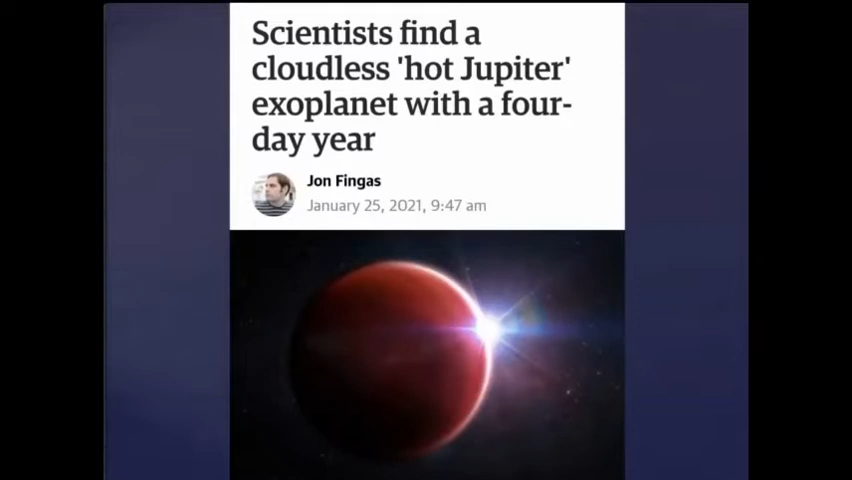 Scientists find a
cloudless 'hot Jupiter'
exoplanet with a four-
day year
Jon Fingas
January 25, 2021, 9:47 am